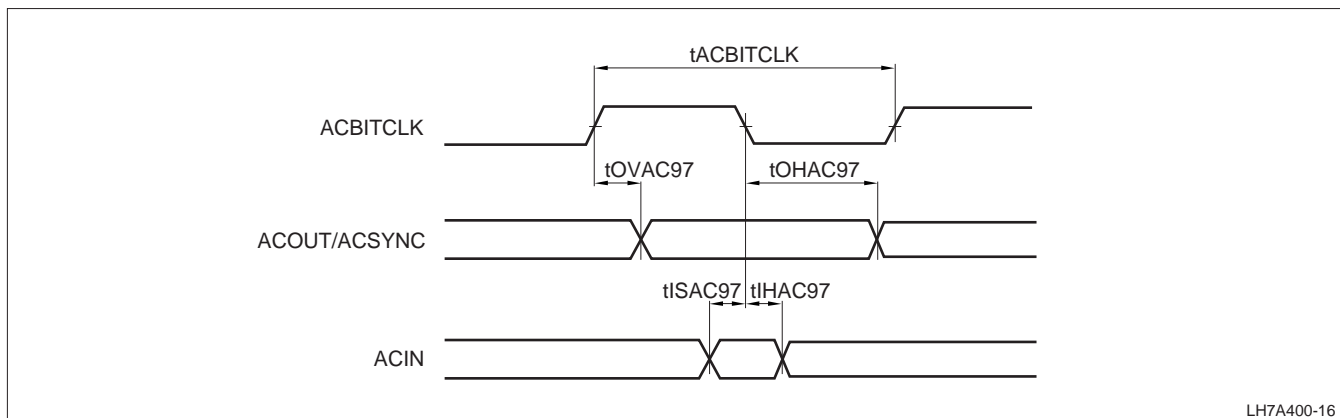 tACBITCLK
ACBITCLK
tOVAC97
tOHAC97
ACOUT/ACSYNC
tISAC97 tIHAC97
ACIN
LH7A400-16